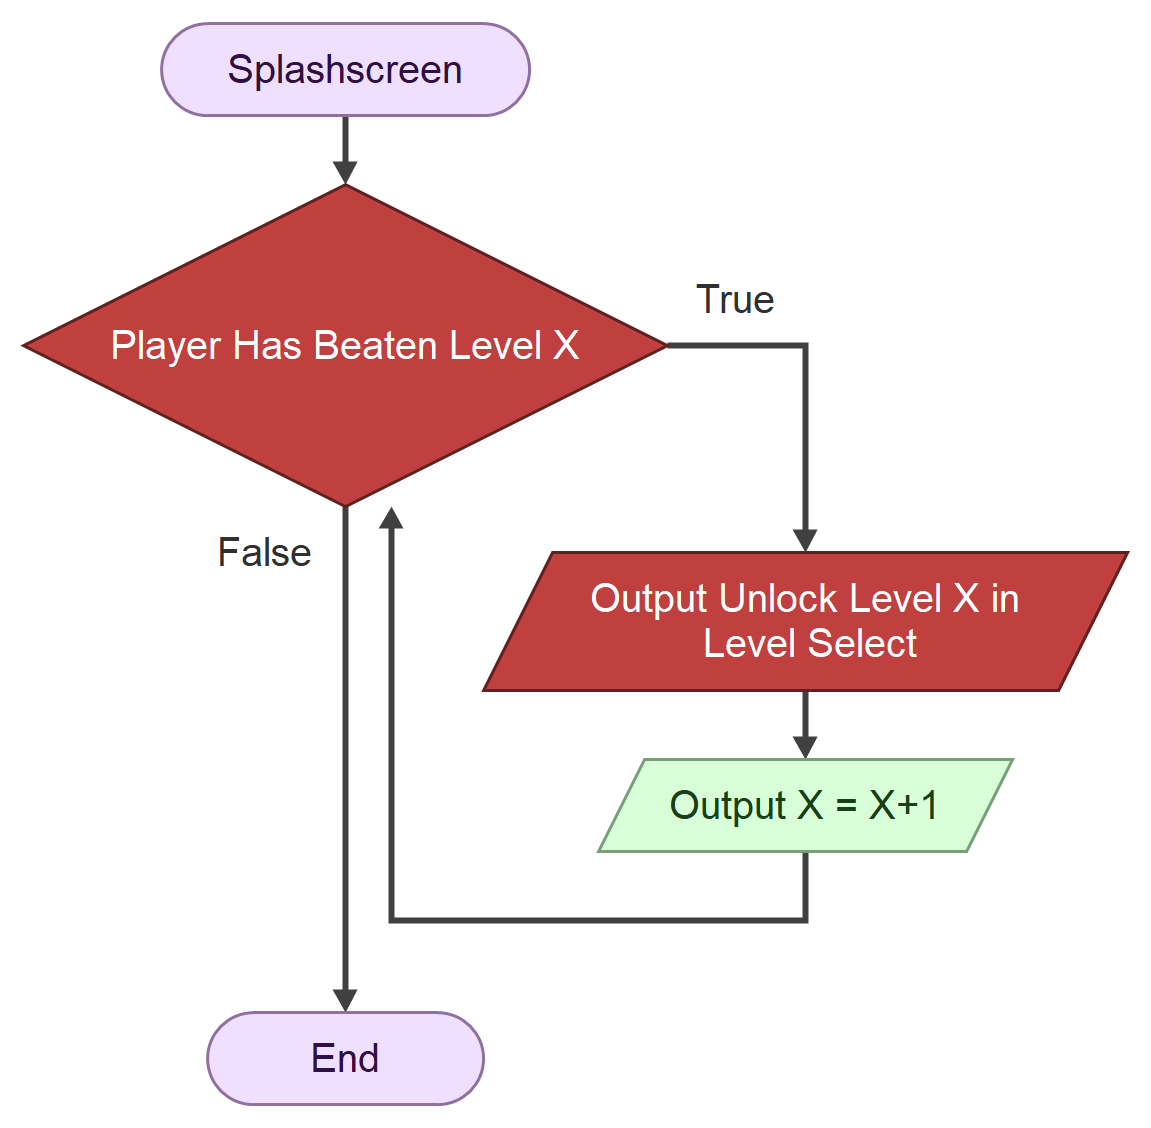 Splashscreen
Player Has Beaten Level X
True
False
Output Unlock Level X in
Level Select
Output X = X+1
End